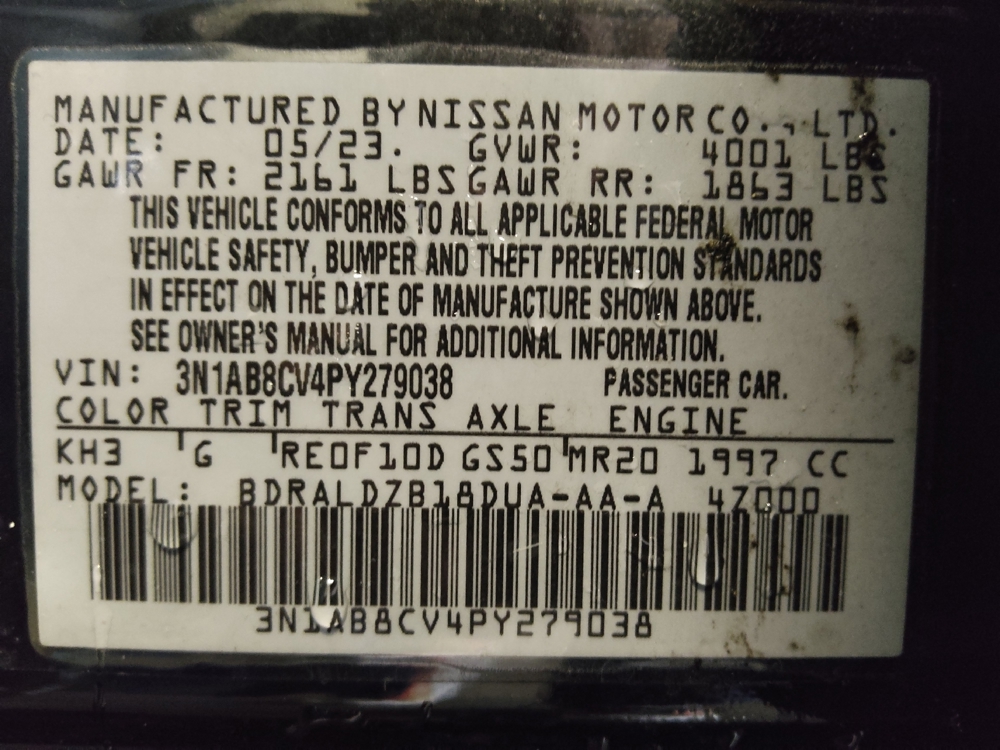 MANUFACTURED BY NISSAN MOTOR CO., LTD.
DATE: 05/23. GVWR: 4001 LBS
GAWR FR: 2161 LBS GAWR RR: 1863 LBS
THIS VEHICLE CONFORMS TO ALL APPLICABLE FEDERAL MOTOR
VEHICLE SAFETY, BUMPER AND THEFT PREVENTION STANDARDS
IN EFFECT ON THE DATE OF MANUFACTURE SHOWN ABOVE.
SEE OWNER'S MANUAL FOR ADDITIONAL INFORMATION.
VIN: 3N1AB8CV4PY279038 PASSENGER CAR.
COLOR TRIM TRANS AXLE ENGINE
KH3 G RE0F10D GS50 MR20 1997 CC
MODEL: BDRALDZB18DUA-AA-A 4Z000
3N1AB8CV4PY279038